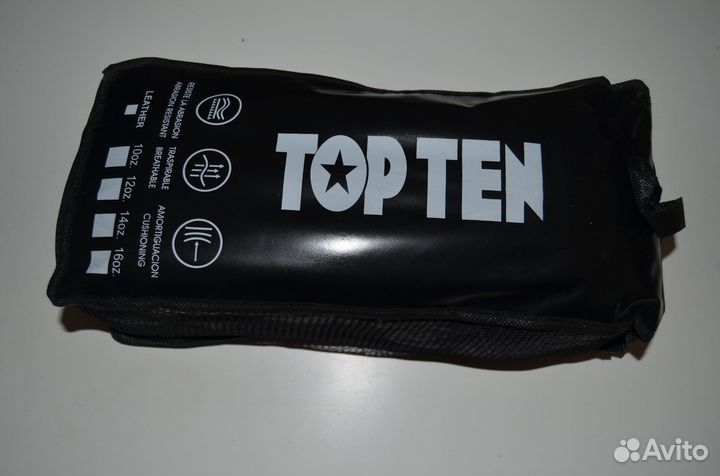 TOP TEN
RESISTE LA ABRASION
ABRASION RESISTANT
TRASPIRABLE
BREATHABLE
AMORTIGUACION
CUSHIONING
LEATHER
10oz. 12oz. 14oz. 16oz.
Avito